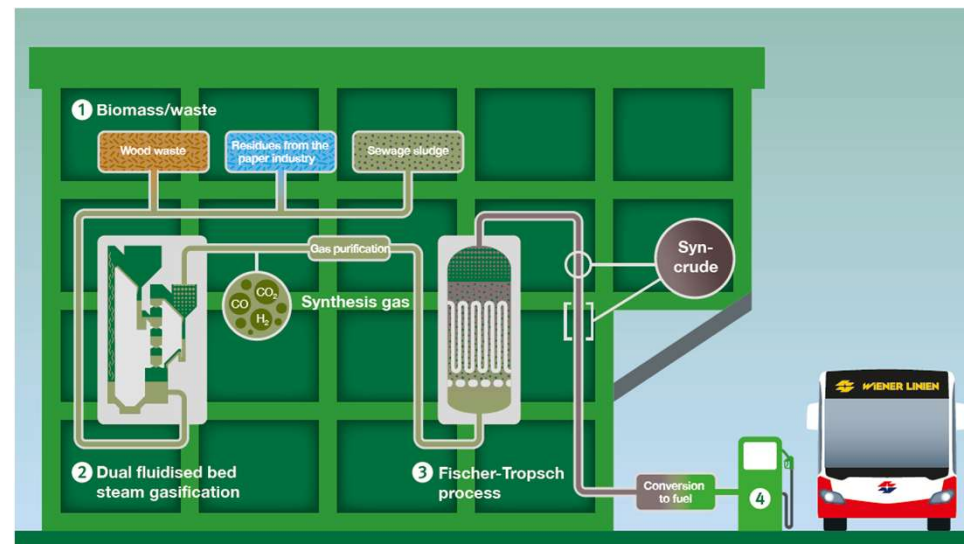 1 Biomass/waste
Wood waste
Residues from the
paper industry
Sewage sludge
Gas purification
CO
CO₂
H₂
Synthesis gas
Syn-
crude
2 Dual fluidised bed
steam gasification
3 Fischer-Tropsch
process
Conversion
to fuel
4
WIENER LINIEN